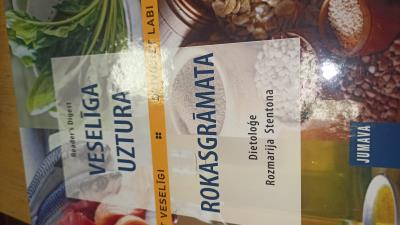 Reader's Digest
VESELĪGA
UZTURA
VESELĪGI
LABI
ROKASGRĀMATA
Dietoloģe
Rozmarija Stentona
JUMAVA